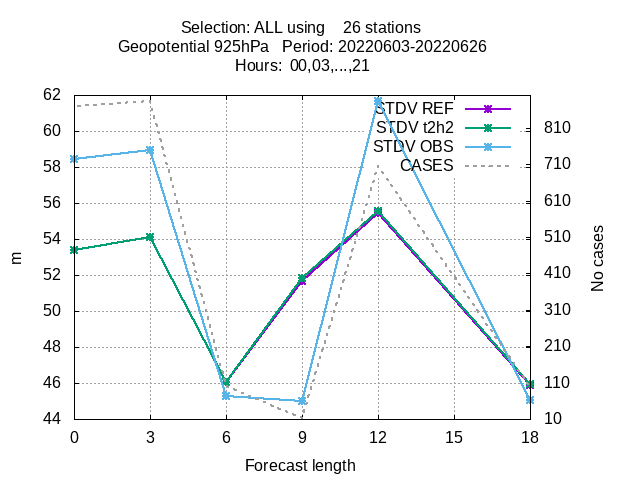 Selection: ALL using    26 stations
Geopotential 925hPa   Period: 20220603-20220626
Hours:  00,03,...,21
STDV REF
STDV t2h2
STDV OBS
CASES
62
60
58
56
54
52
50
48
46
44
810
710
610
510
410
310
210
110
10
m
No cases
0 3 6 9 12 15 18
Forecast length